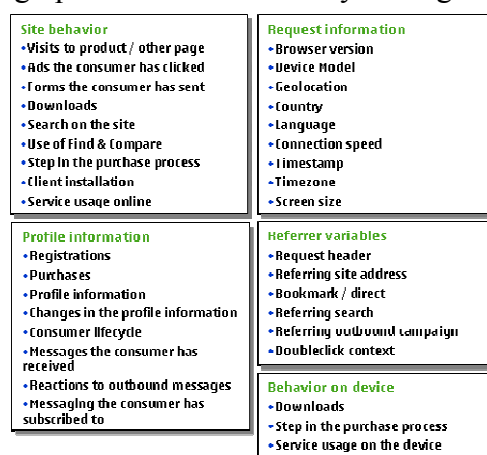 Site behavior
•Visits to product / other page
•Ads the consumer has clicked
•Forms the consumer has sent
•Downloads
•Search on the site
•Use of Find & Compare
•Step in the purchase process
•Client installation
•Service usage online
Request information
•Browser version
•Device Model
•Geolocation
•Country
•Language
•Connection speed
•Timestamp
•Timezone
•Screen size
Profile information
•Registrations
•Purchases
•Profile information
•Changes in the profile information
•Consumer lifecycle
•Messages the consumer has
received
•Reactions to outbound messages
•Messaging the consumer has
subscribed to
Referrer variables
•Request header
•Referring site address
•Bookmark / direct
•Referring search
•Referring outbound campaign
•Doubleclick context
Behavior on device
•Downloads
•Step in the purchase process
•Service usage on the device